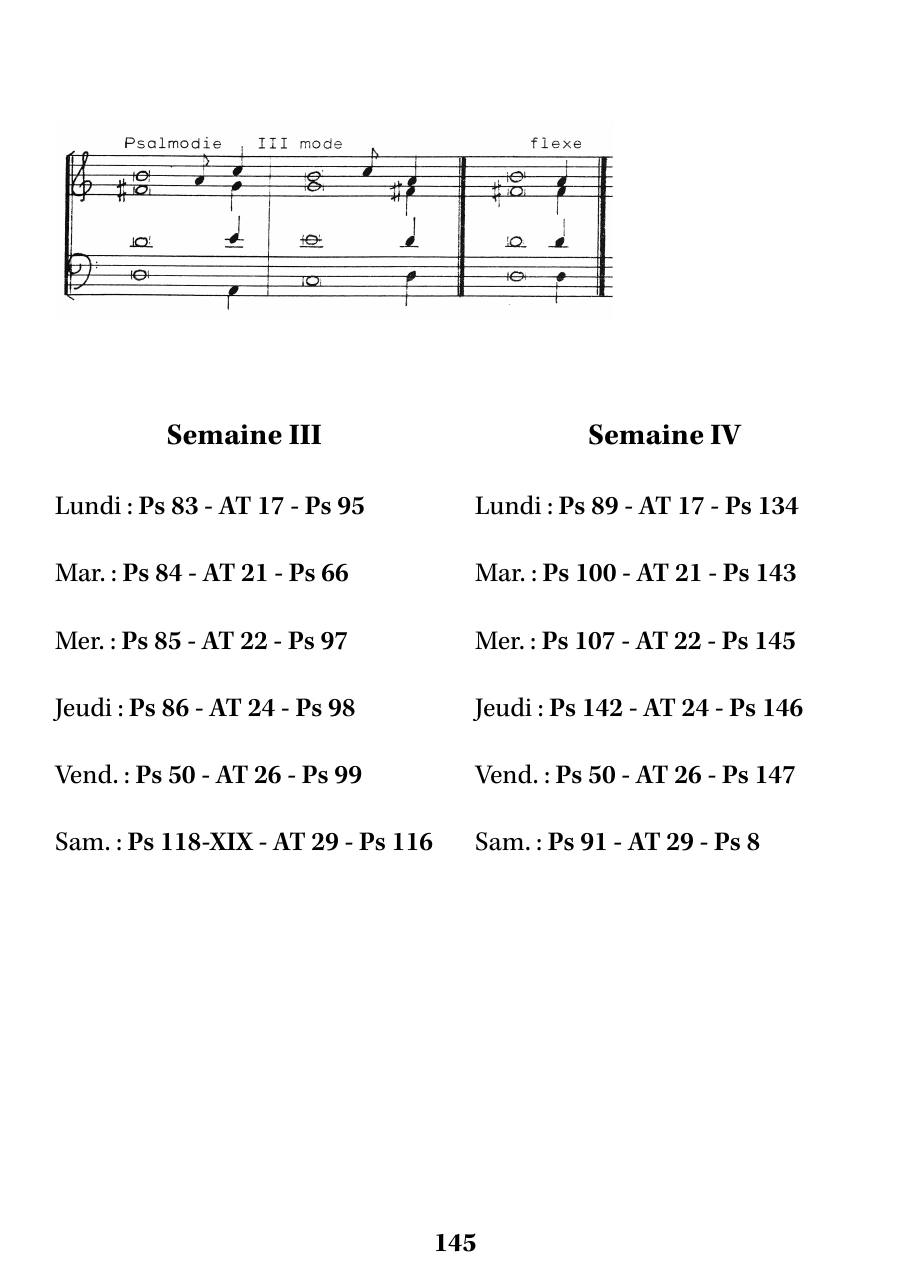 Psalmodie III mode flexe
Semaine III
Lundi : Ps 83 - AT 17 - Ps 95
Mar. : Ps 84 - AT 21 - Ps 66
Mer. : Ps 85 - AT 22 - Ps 97
Jeudi : Ps 86 - AT 24 - Ps 98
Vend. : Ps 50 - AT 26 - Ps 99
Sam. : Ps 118-XIX - AT 29 - Ps 116
Semaine IV
Lundi : Ps 89 - AT 17 - Ps 134
Mar. : Ps 100 - AT 21 - Ps 143
Mer. : Ps 107 - AT 22 - Ps 145
Jeudi : Ps 142 - AT 24 - Ps 146
Vend. : Ps 50 - AT 26 - Ps 147
Sam. : Ps 91 - AT 29 - Ps 8
145